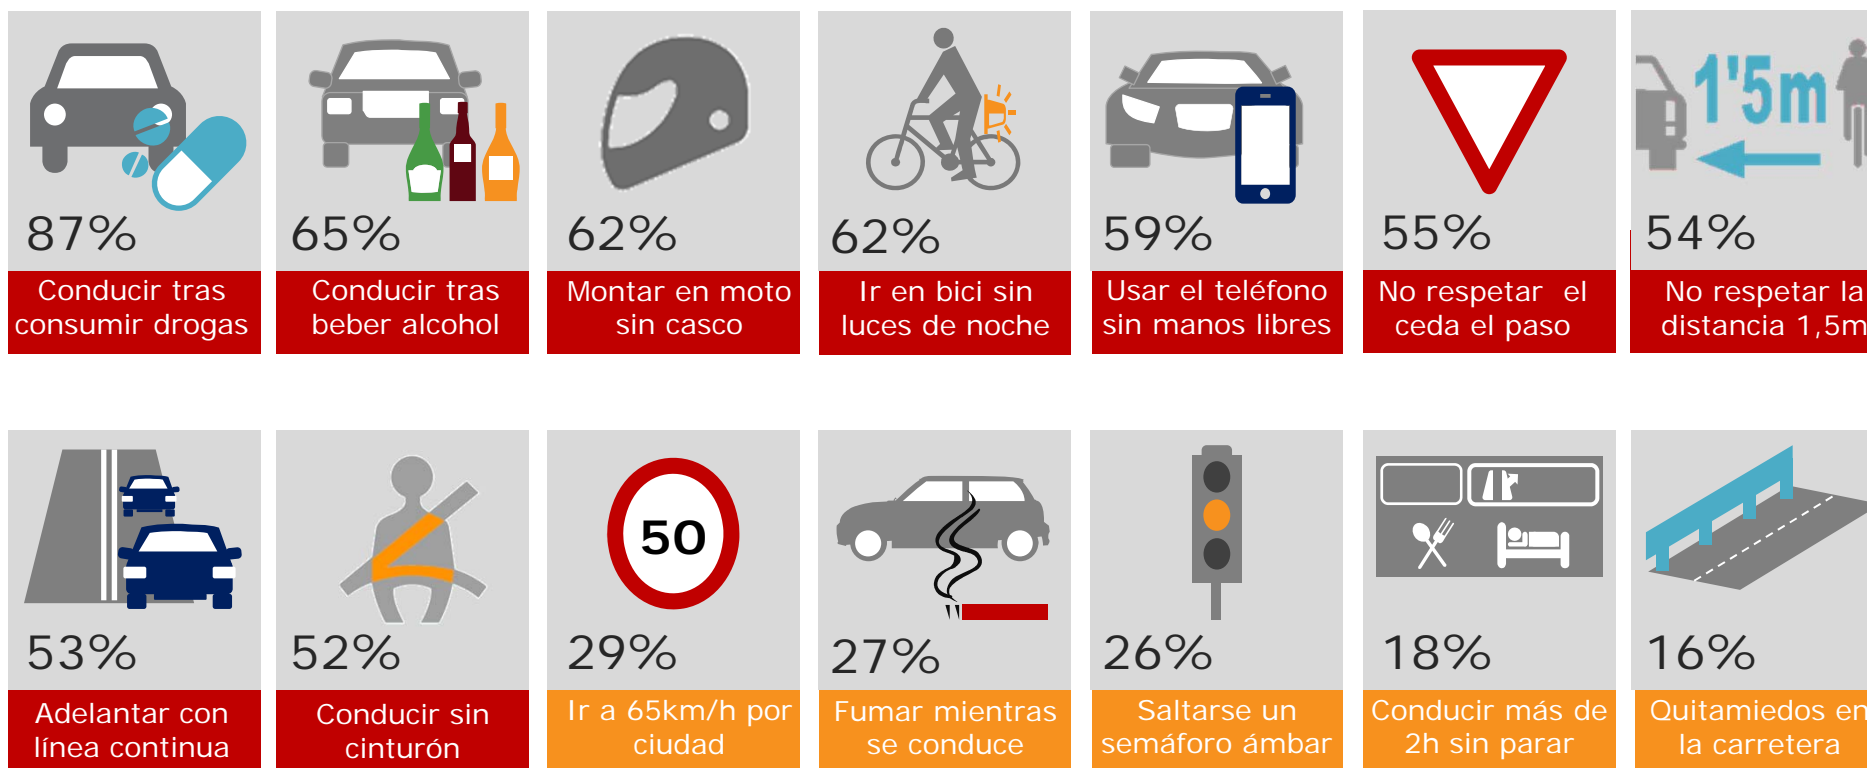 1'5m
87%
65%
62%
62%
59%
55%
54%
Conducir tras
consumir drogas
Conducir tras
beber alcohol
Montar en moto
sin casco
Ir en bici sin
luces de noche
Usar el teléfono
sin manos libres
No respetar el
ceda el paso
No respetar la
distancia 1,5m
50
53%
52%
29%
27%
26%
18%
16%
Adelantar con
línea continua
Conducir sin
cinturón
Ir a 65km/h por
ciudad
Fumar mientras
se conduce
Saltarse un
semáforo ámbar
Conducir más de
2h sin parar
Quitamiedos en
la carretera